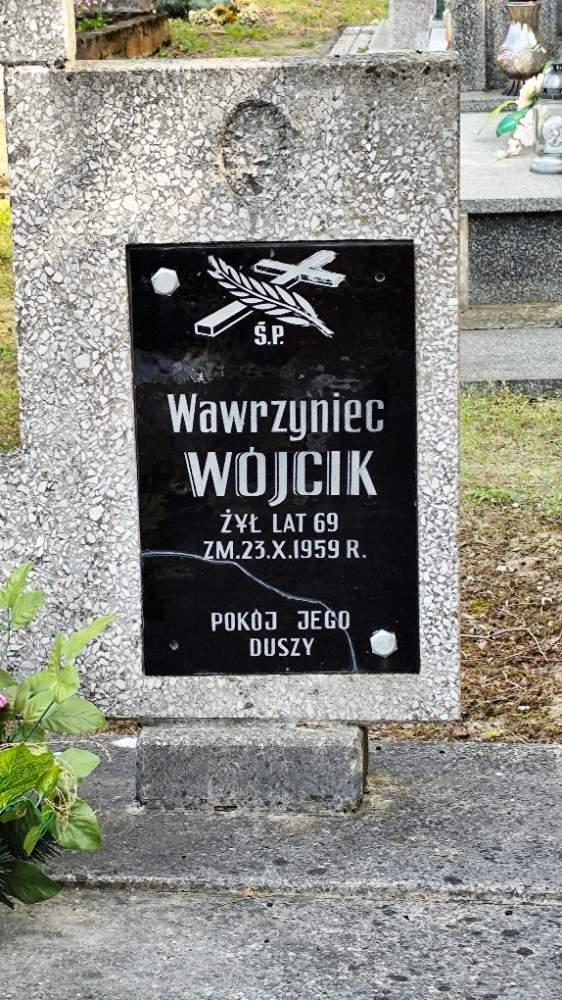 Ś.P.
Wawrzyniec
WÓJCIK
ŻYŁ LAT 69
ZM.23.X.1959 R.
POKÓJ JEGO
DUSZY